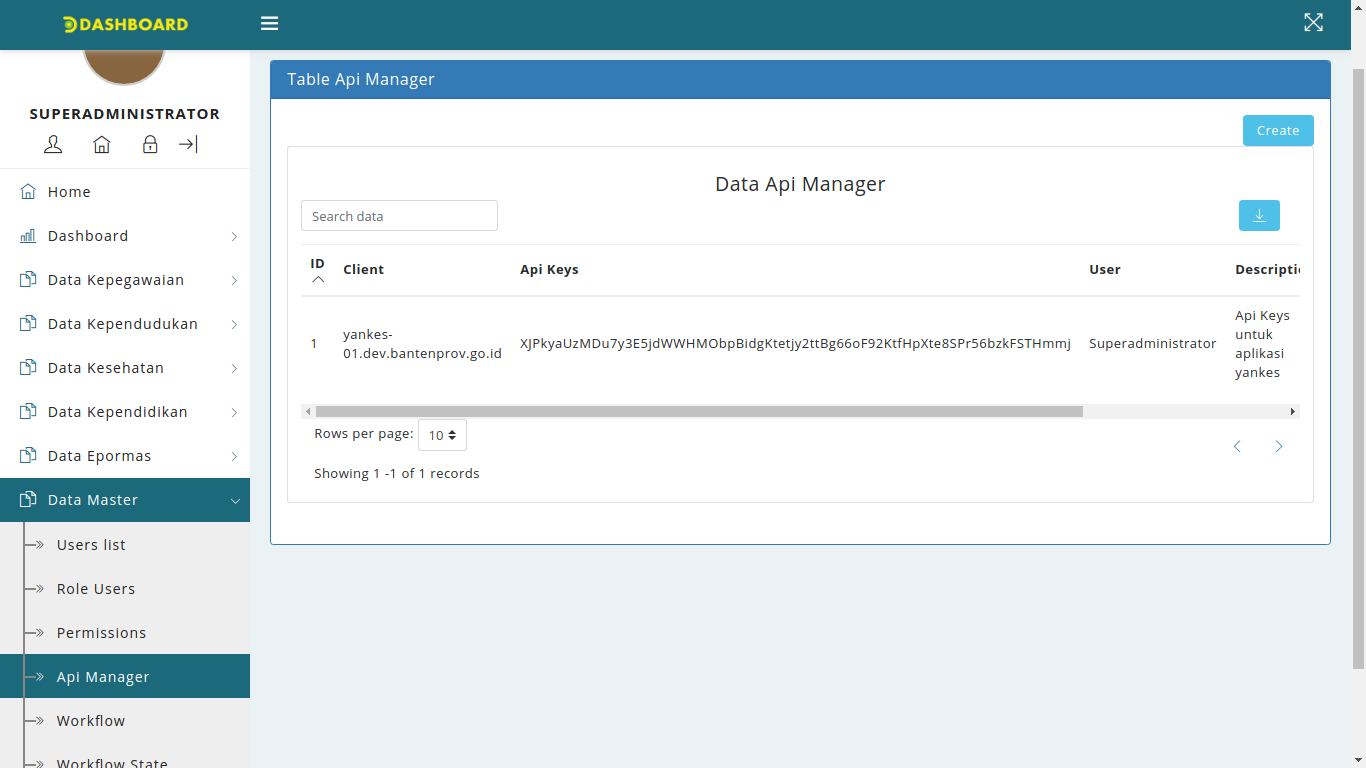 DASHBOARD
SUPERADMINISTRATOR
Home
Dashboard
Data Kepegawaian
Data Kependudukan
Data Kesehatan
Data Kependidikan
Data Epormas
Data Master
Users list
Role Users
Permissions
Api Manager
Workflow
Workflow State
Table Api Manager
Create
Data Api Manager
Search data
ID Client Api Keys User Descriptio
1 yankes-01.dev.bantenprov.go.id XJPkyaUzMDu7y3E5jdWWHMObpBidgKtetjy2ttBg66oF92KtfHpXte8SPr56bzkFSTHmmj Superadministrator Api Keys untuk aplikasi yankes
Rows per page: 10
Showing 1 -1 of 1 records